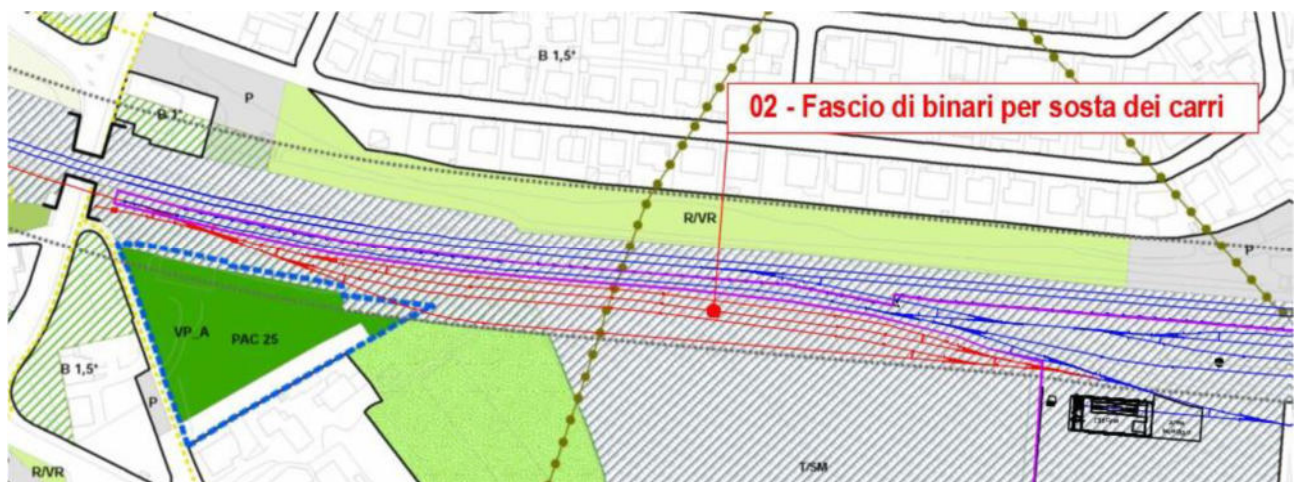 B 1,5*
P
B 1*
02 - Fascio di binari per sosta dei carri
R/VR
P
VP_A
PAC 25
B 1,5*
P
T/SM
R/VR